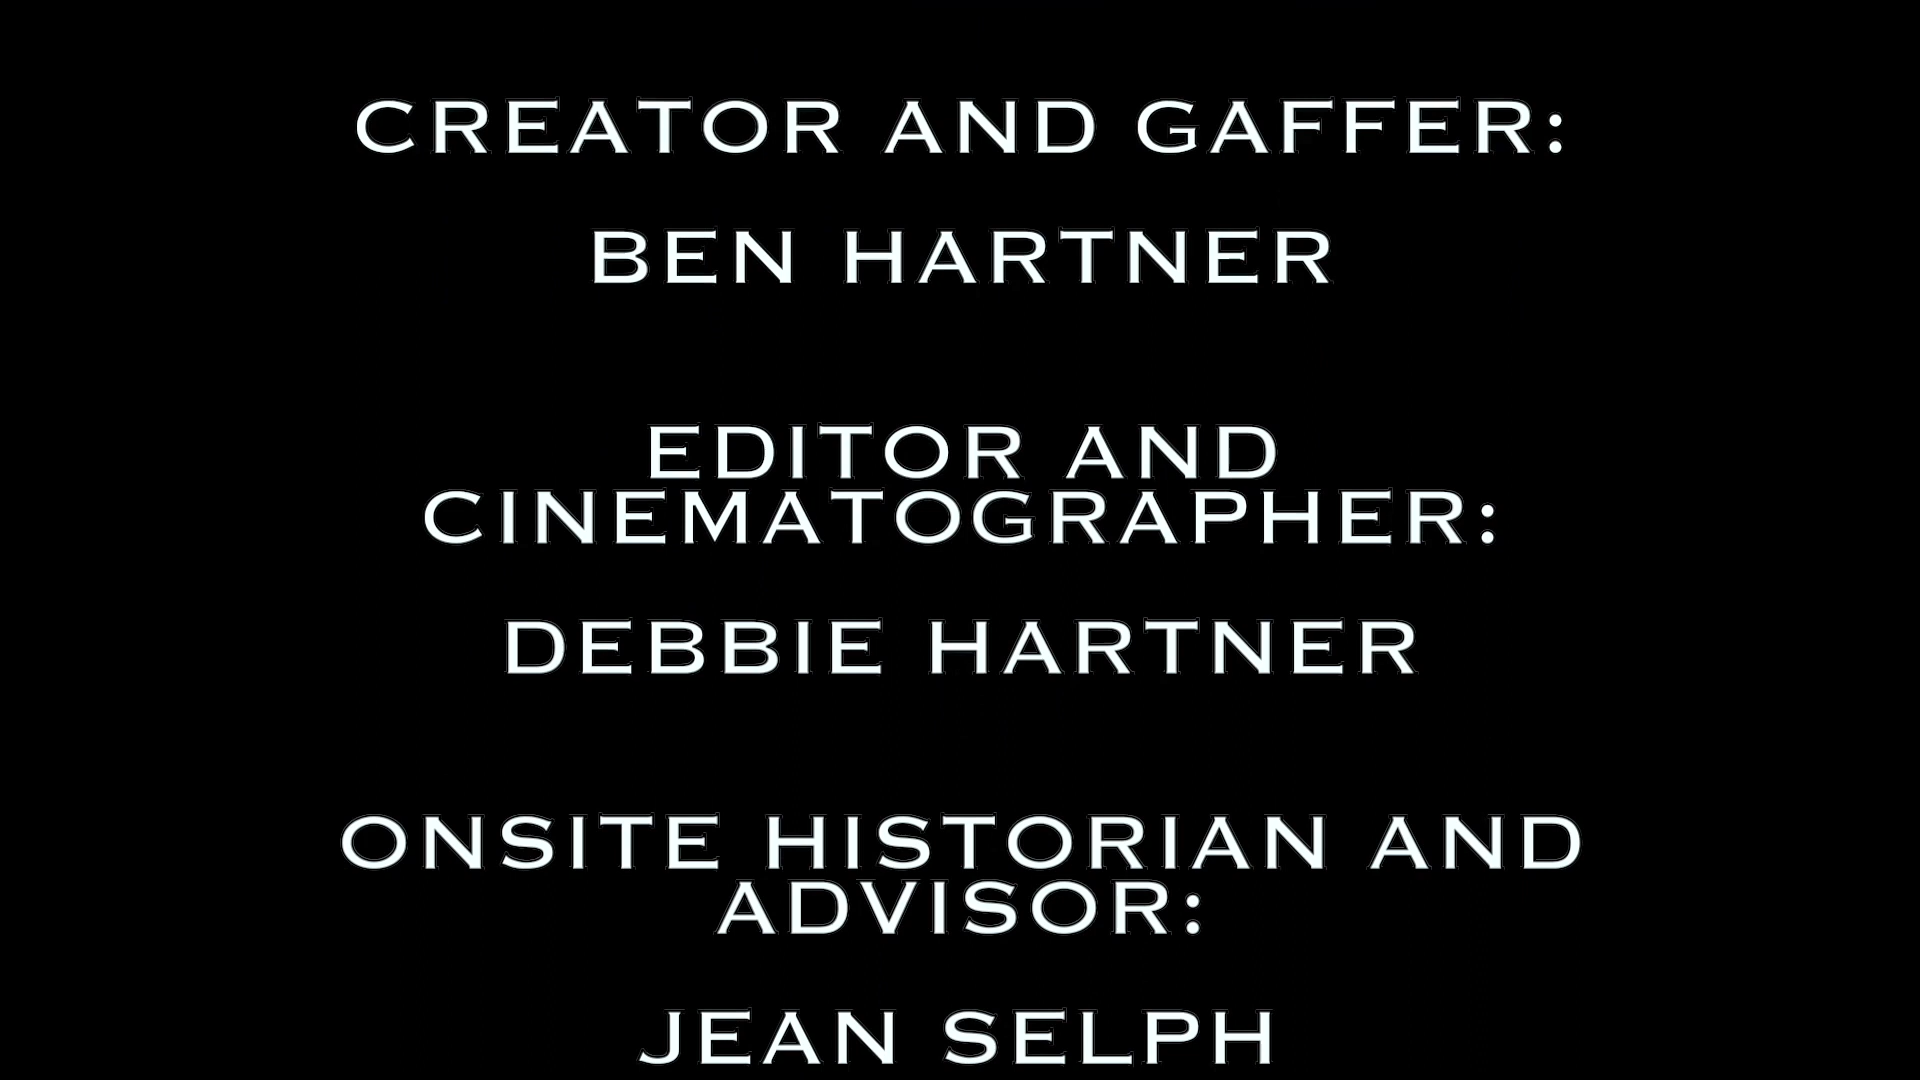 CREATOR AND GAFFER:
BEN HARTNER
EDITOR AND
CINEMATOGRAPHER:
DEBBIE HARTNER
ONSITE HISTORIAN AND
ADVISOR:
JEAN SELPH